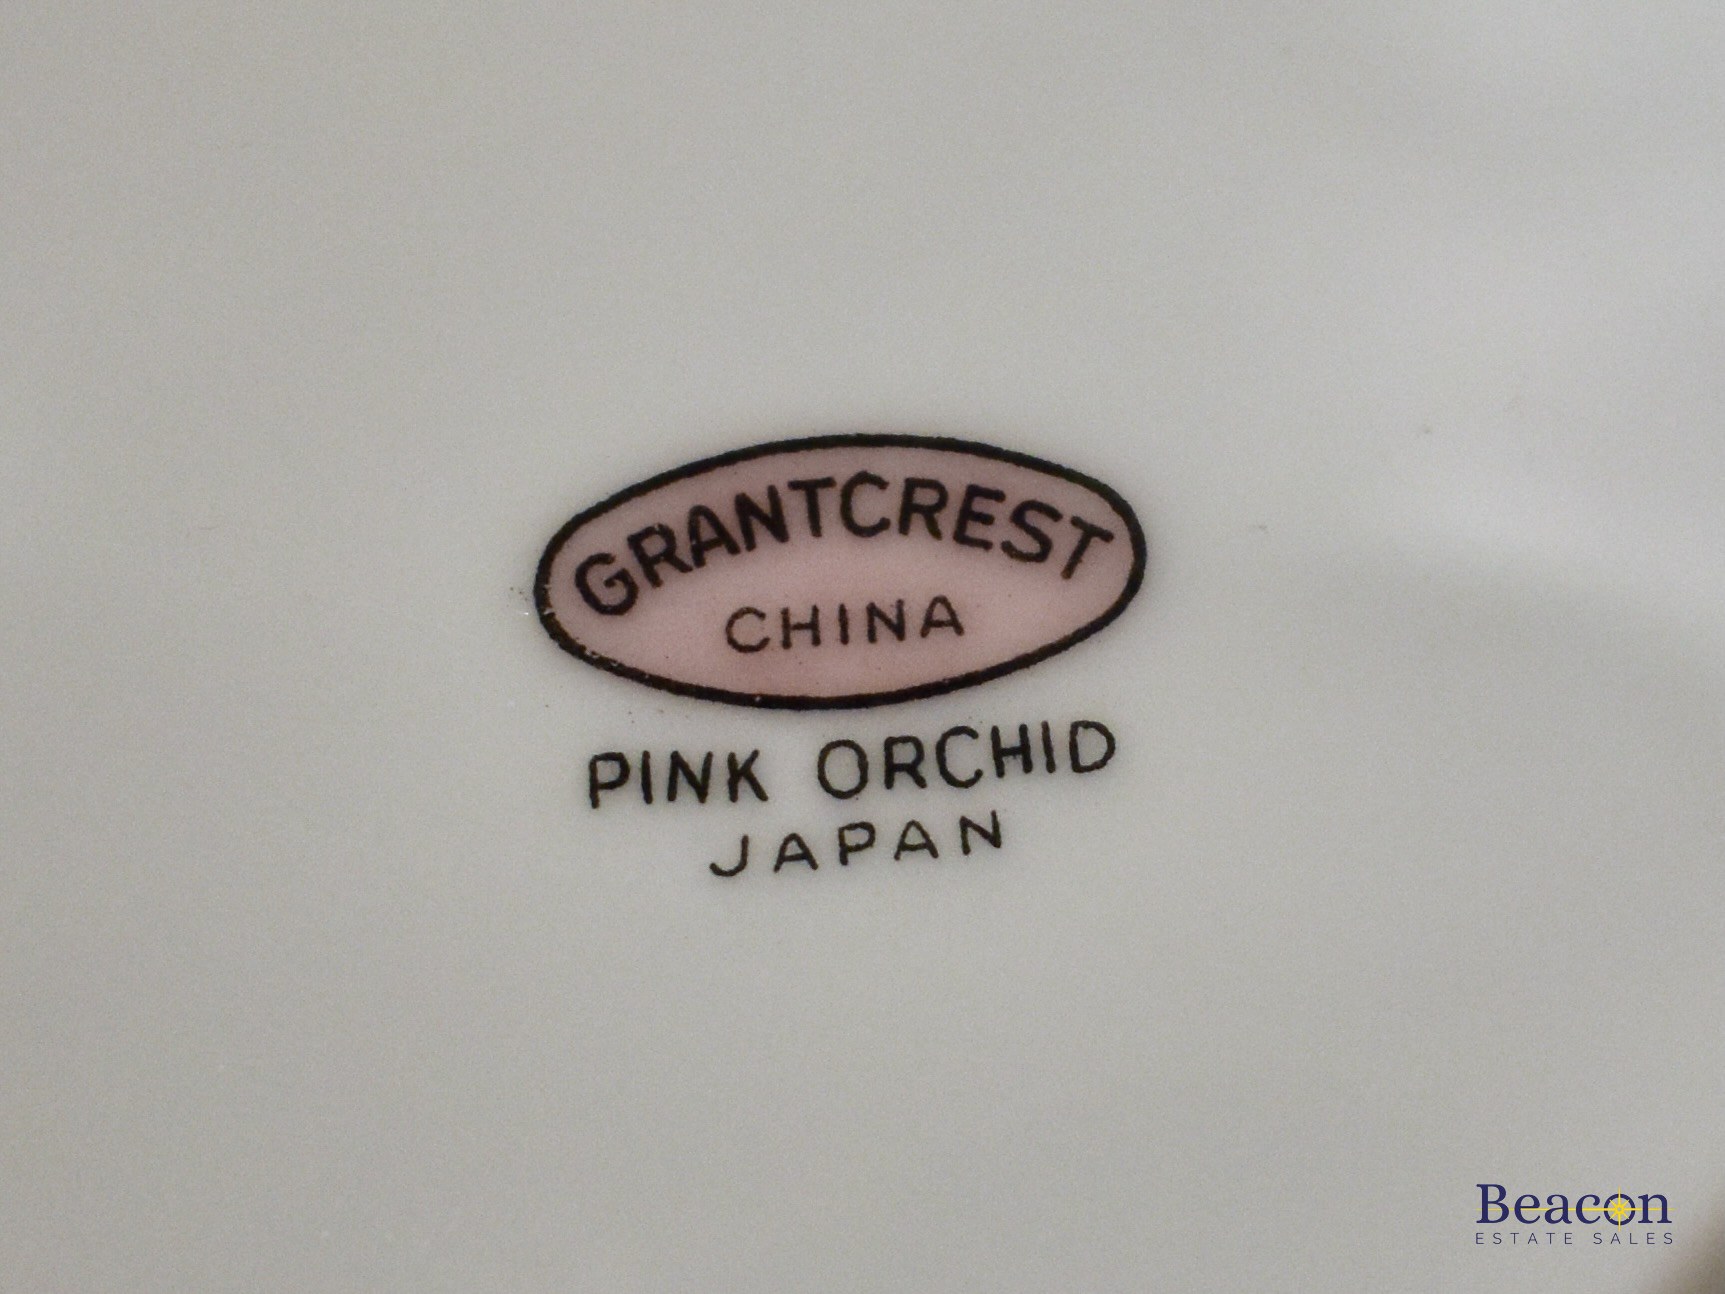 GRANTCREST
CHINA
PINK ORCHID
JAPAN
Beacon
ESTATE SALES